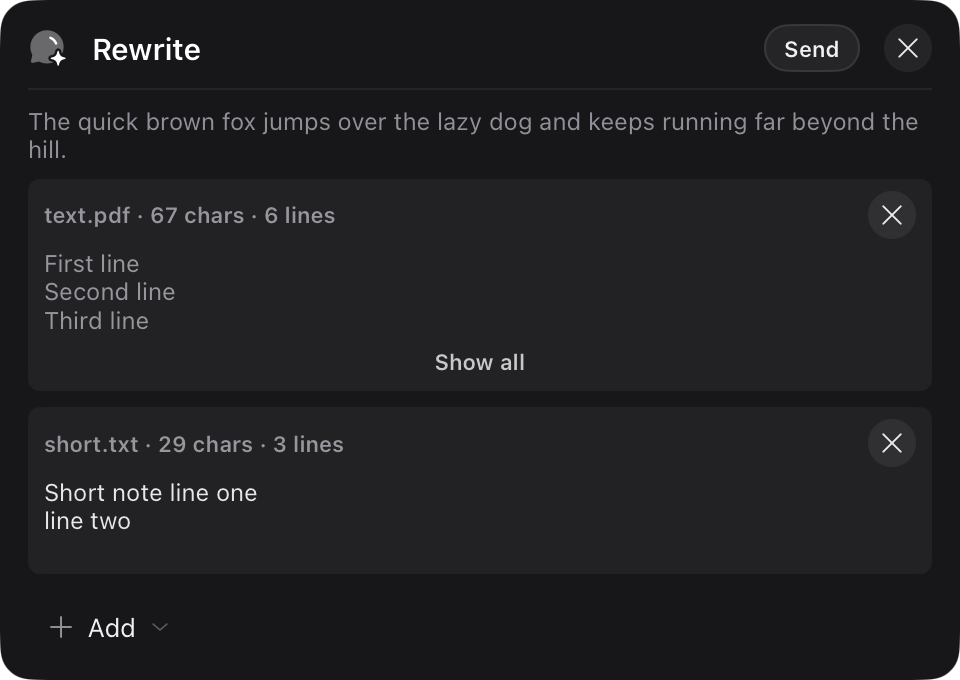 Rewrite
Send
The quick brown fox jumps over the lazy dog and keeps running far beyond the
hill.
text.pdf · 67 chars · 6 lines
First line
Second line
Third line
Show all
short.txt · 29 chars · 3 lines
Short note line one
line two
Add